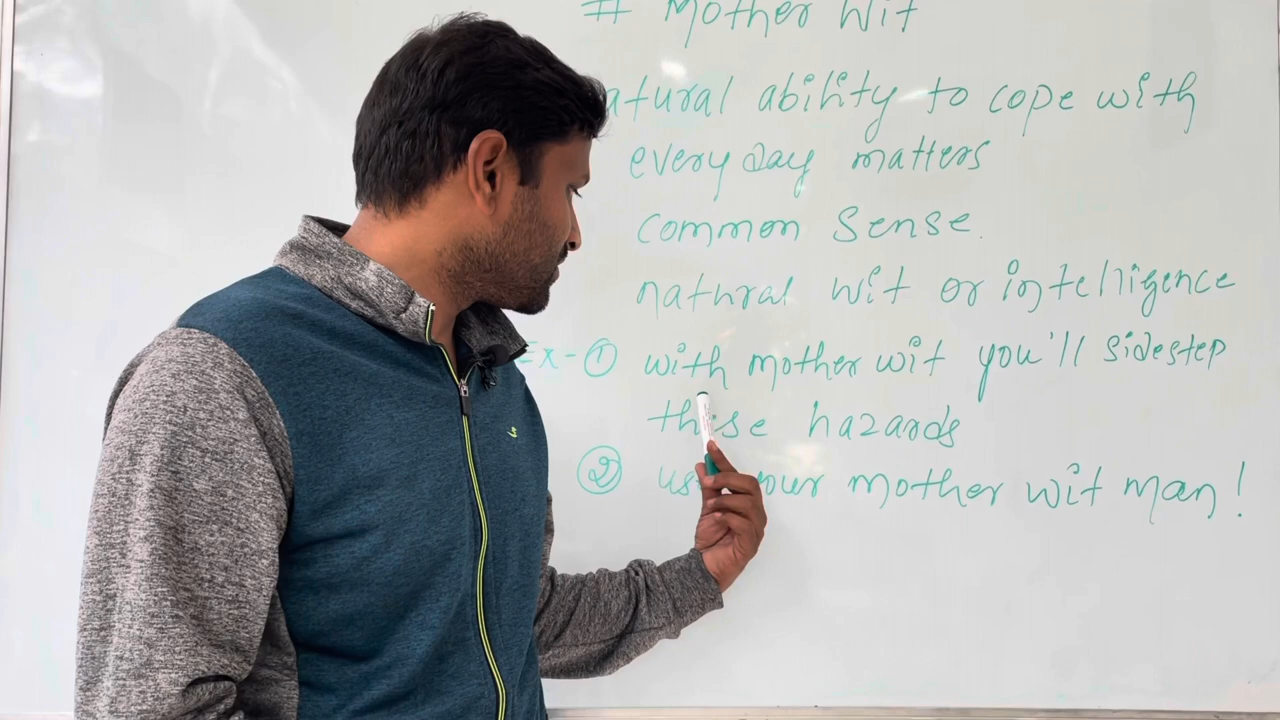 # Mother Wit
atural ability to cope with
everyday matters
common sense.
natural wit or intelligence
Ex - ① with mother wit you'll sidestep
these hazards
② use your mother wit man!